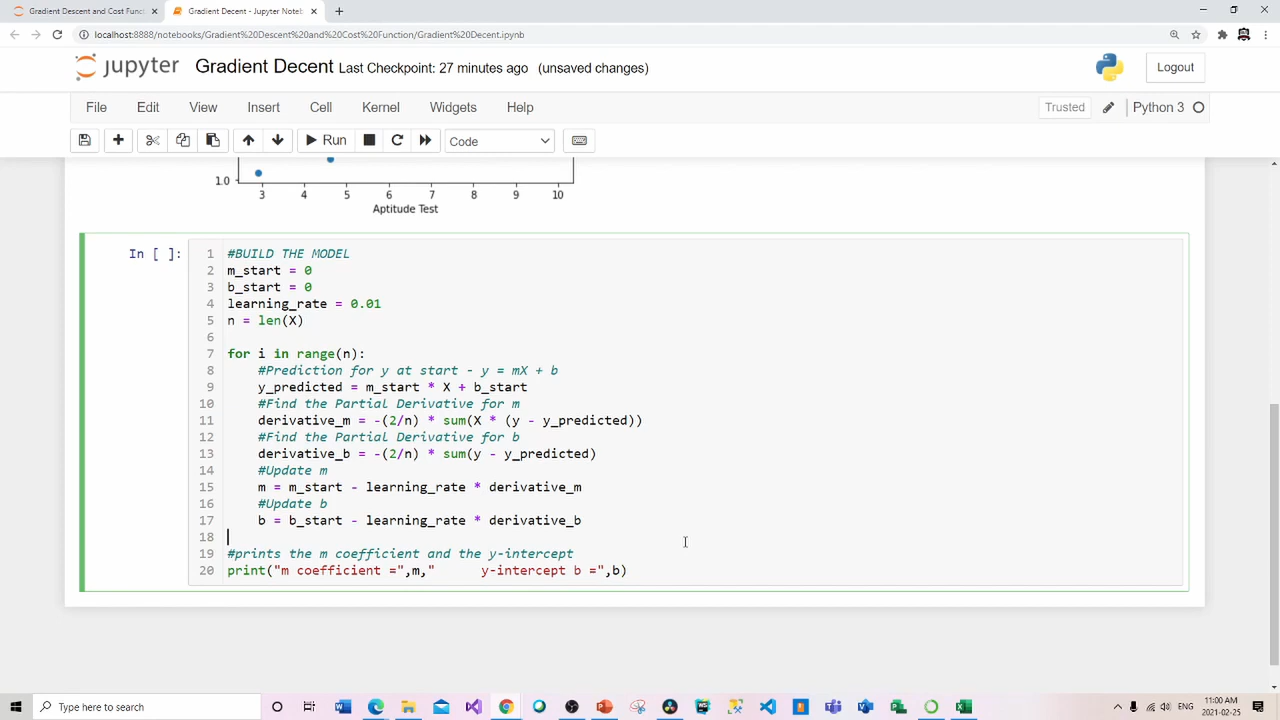 Gradient Descent and Cost Func
Gradient Decent - Jupyter Noteb
localhost:8888/notebooks/Gradient%20Descent%20and%20Cost%20Function/Gradient%20Decent.ipynb
jupyter Gradient Decent Last Checkpoint: 27 minutes ago (unsaved changes) Logout
File Edit View Insert Cell Kernel Widgets Help Trusted Python 3
Run Code
1.0
3 4 5 6 7 8 9 10
Aptitude Test
In [ ]: 1 #BUILD THE MODEL
2 m_start = 0
3 b_start = 0
4 learning_rate = 0.01
5 n = len(X)
6
7 for i in range(n):
8 #Prediction for y at start - y = mX + b
9 y_predicted = m_start * X + b_start
10 #Find the Partial Derivative for m
11 derivative_m = -(2/n) * sum(X * (y - y_predicted))
12 #Find the Partial Derivative for b
13 derivative_b = -(2/n) * sum(y - y_predicted)
14 #Update m
15 m = m_start - learning_rate * derivative_m
16 #Update b
17 b = b_start - learning_rate * derivative_b
18
19 #prints the m coefficient and the y-intercept
20 print("m coefficient =",m," y-intercept b =",b)
Type here to search
11:00 AM
2021-02-25